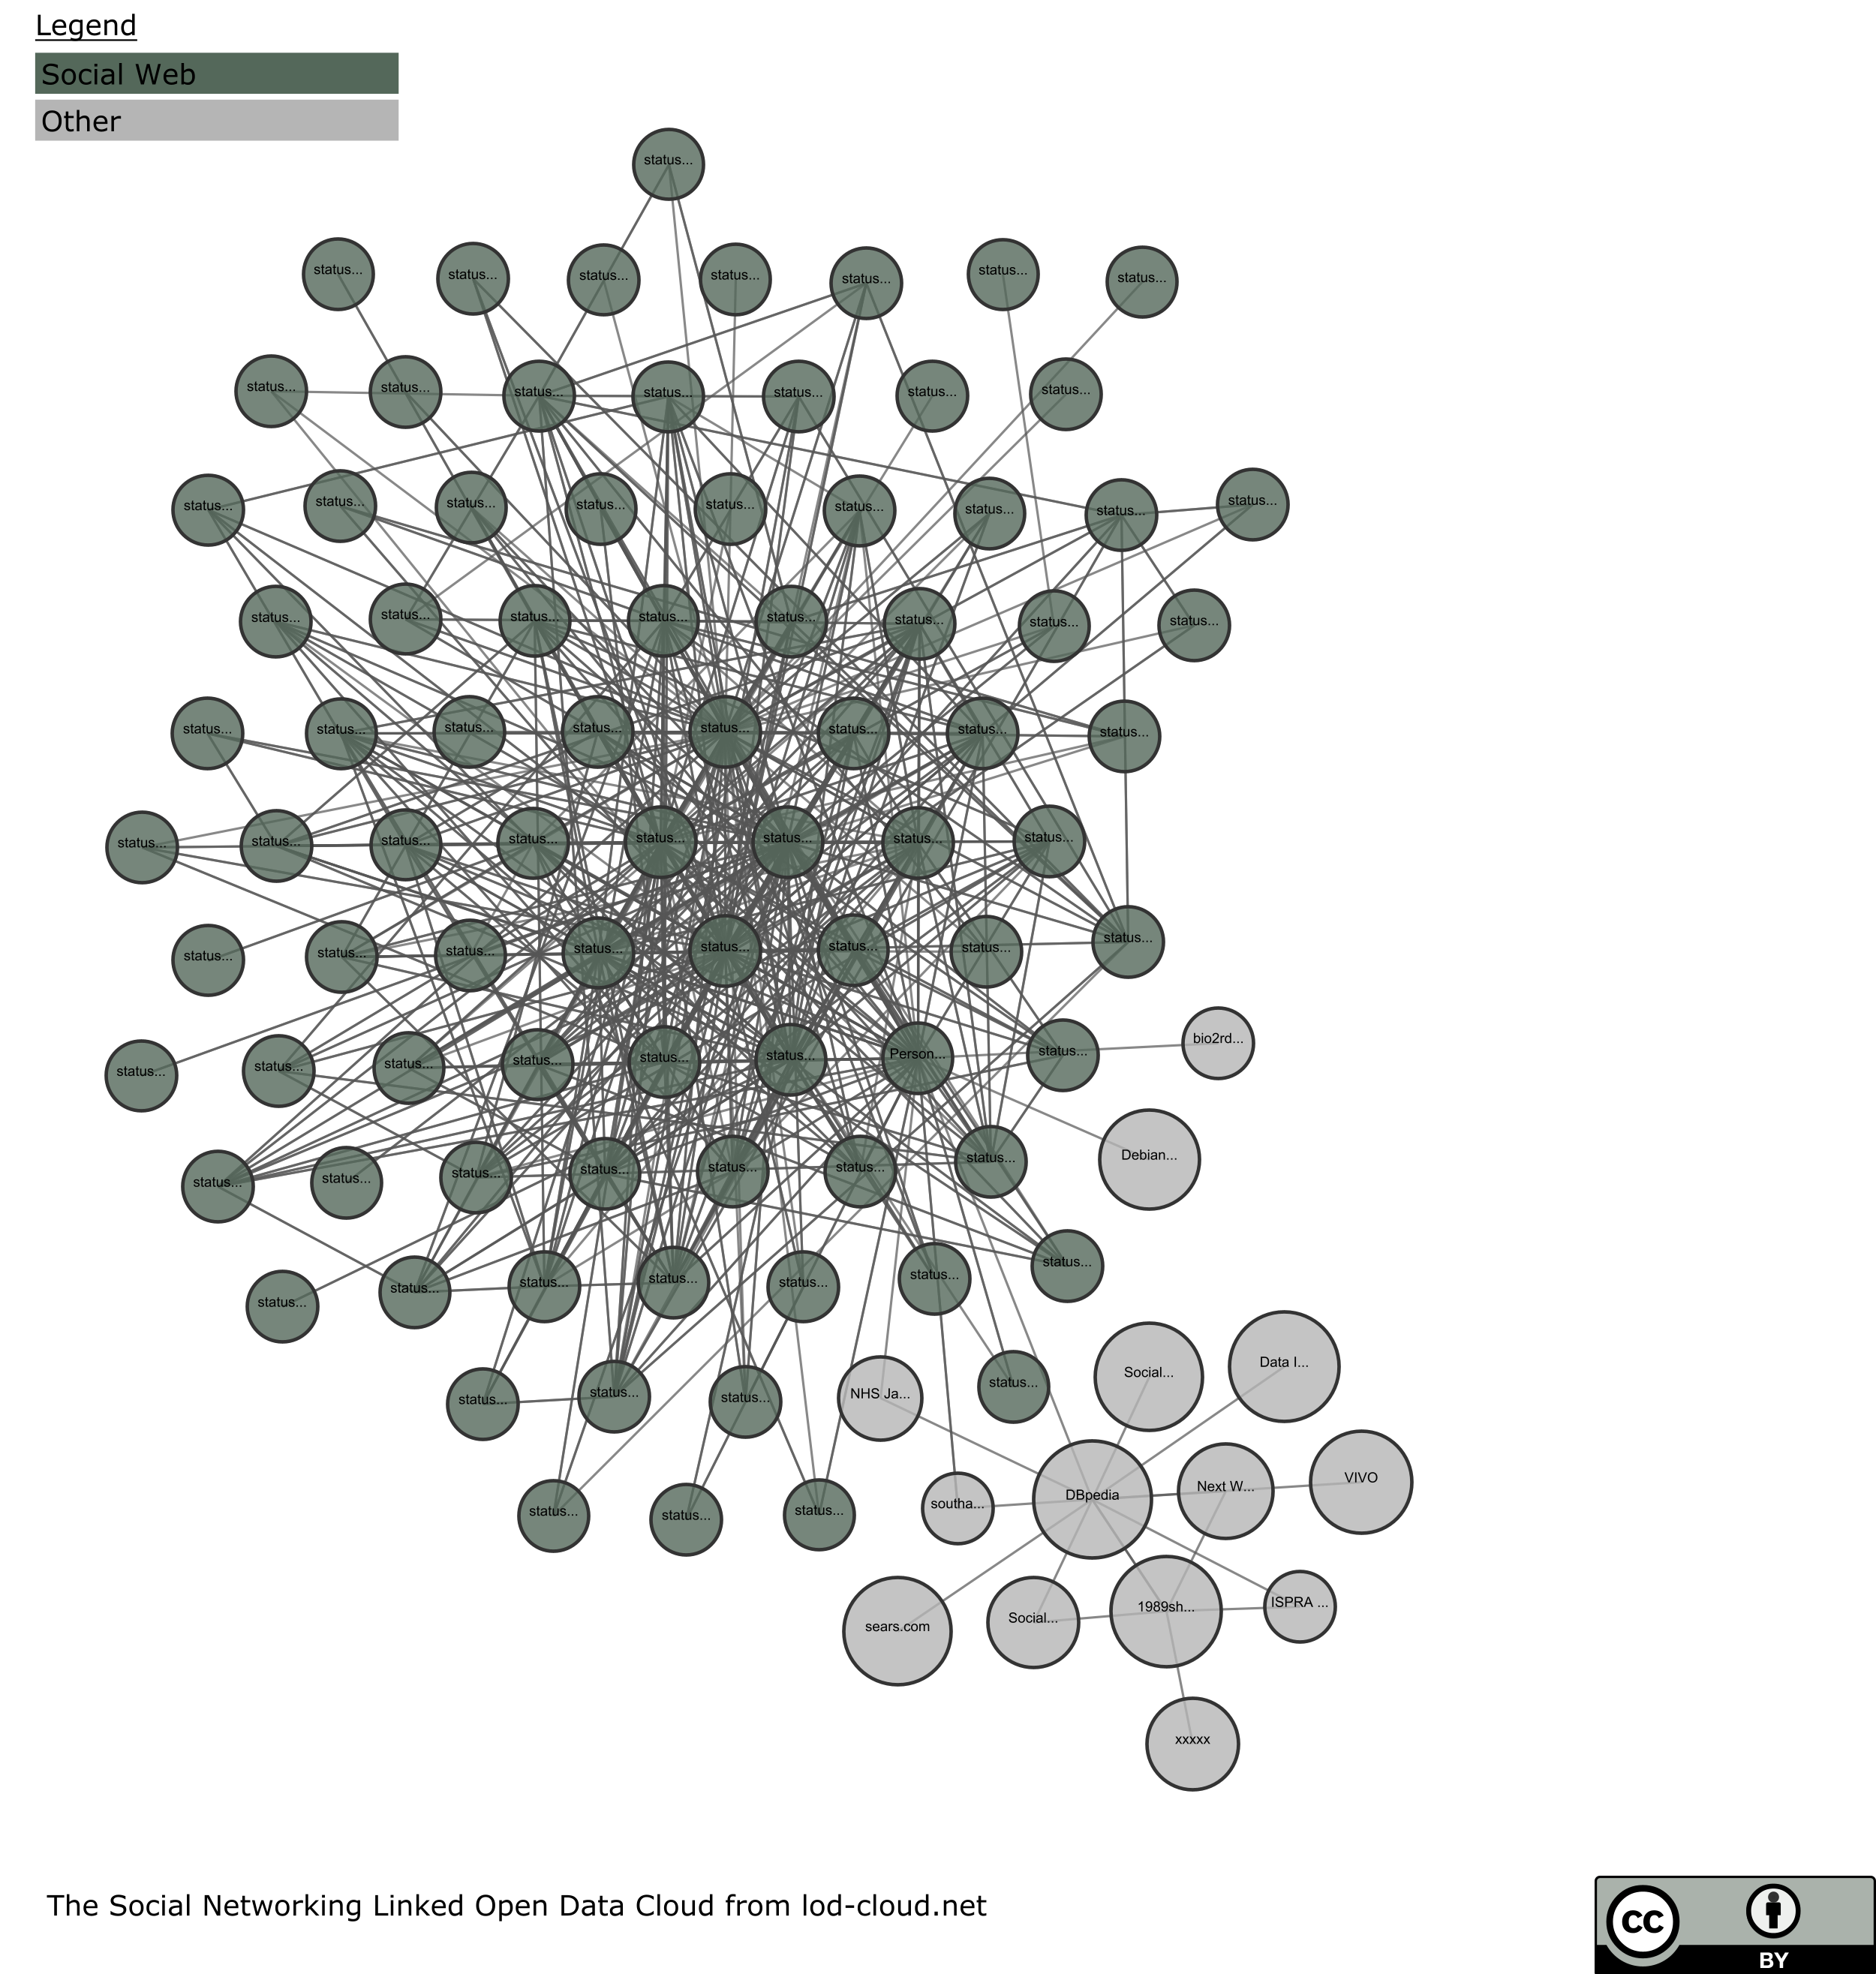 Legend
Social Web
Other
status...
status... status... status... status... status... status... status...
status... status... status... status... status... status... status...
status... status... status... status... status... status... status... status... status...
status... status... status... status... status... status... status... status...
status... status... status... status... status... status... status... status...
status... status... status... status... status... status... status... status...
status... status... status... status... status... status... status... status...
status... status... status... status... status... status... Person... status... bio2rd...
status... status... status... status... status... status... status... Debian...
status... status... status... status... status... status... status...
status... status... status... NHS Ja... status... Social... Data I...
status... status... status... southa... DBpedia Next W... VIVO
sears.com Social... 1989sh... ISPRA ...
xxxxx
The Social Networking Linked Open Data Cloud from lod-cloud.net
cc
BY